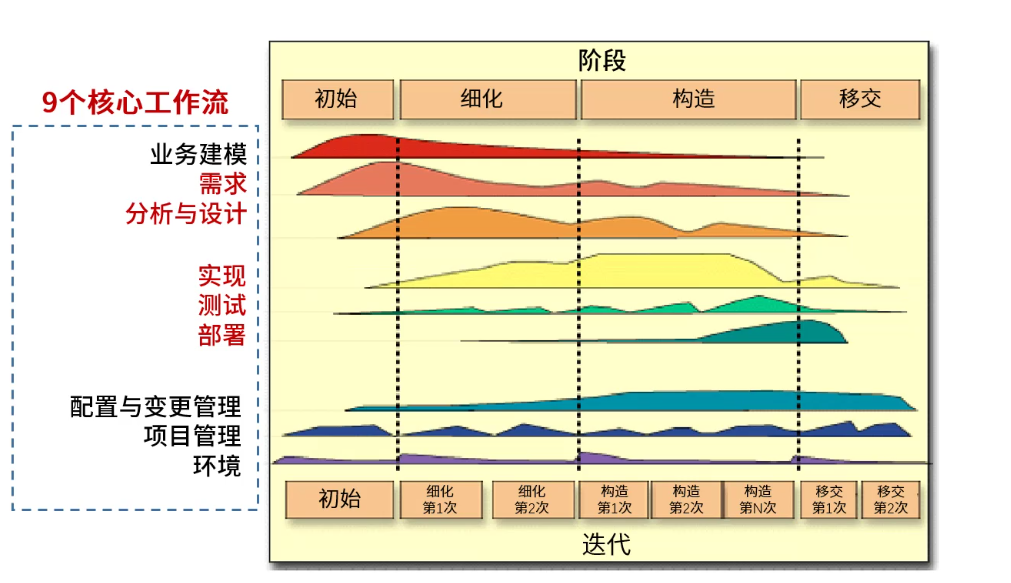 阶段
初始 细化 构造 移交
9个核心工作流
业务建模
需求
分析与设计
实现
测试
部署
配置与变更管理
项目管理
环境
初始
细化
第1次
细化
第2次
构造
第1次
构造
第2次
构造
第N次
移交
第1次
移交
第2次
迭代